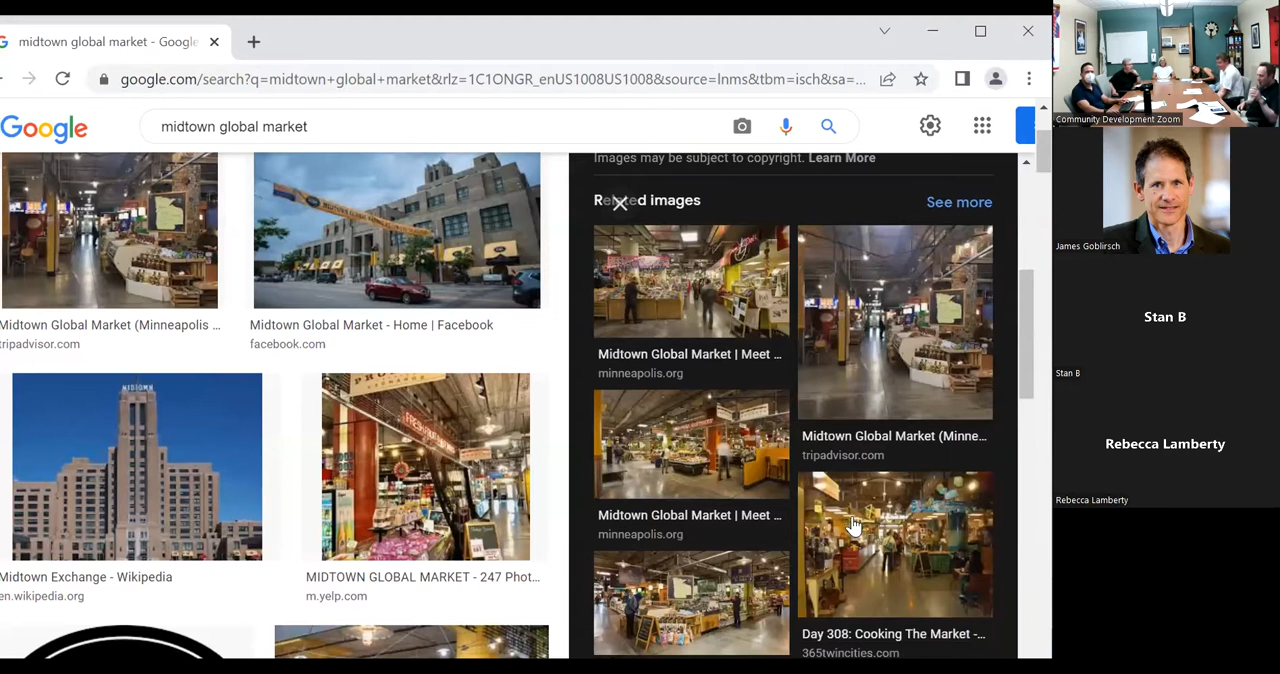 midtown global market - Google
google.com/search?q=midtown+global+market&rlz=1C1ONGR_enUS1008US1008&source=lnms&tbm=isch&sa=...
Google
midtown global market
Midtown Global Market (Minneapolis ...
tripadvisor.com
Midtown Global Market - Home | Facebook
facebook.com
MIDTOWN
Midtown Exchange - Wikipedia
en.wikipedia.org
MIDTOWN GLOBAL MARKET - 247 Phot...
m.yelp.com
Images may be subject to copyright. Learn More
Related images
See more
Midtown Global Market | Meet ...
minneapolis.org
Midtown Global Market (Minne...
tripadvisor.com
Midtown Global Market | Meet ...
minneapolis.org
Day 308: Cooking The Market -...
365twincities.com
Community Development Zoom
James Goblirsch
Stan B
Stan B
Rebecca Lamberty
Rebecca Lamberty